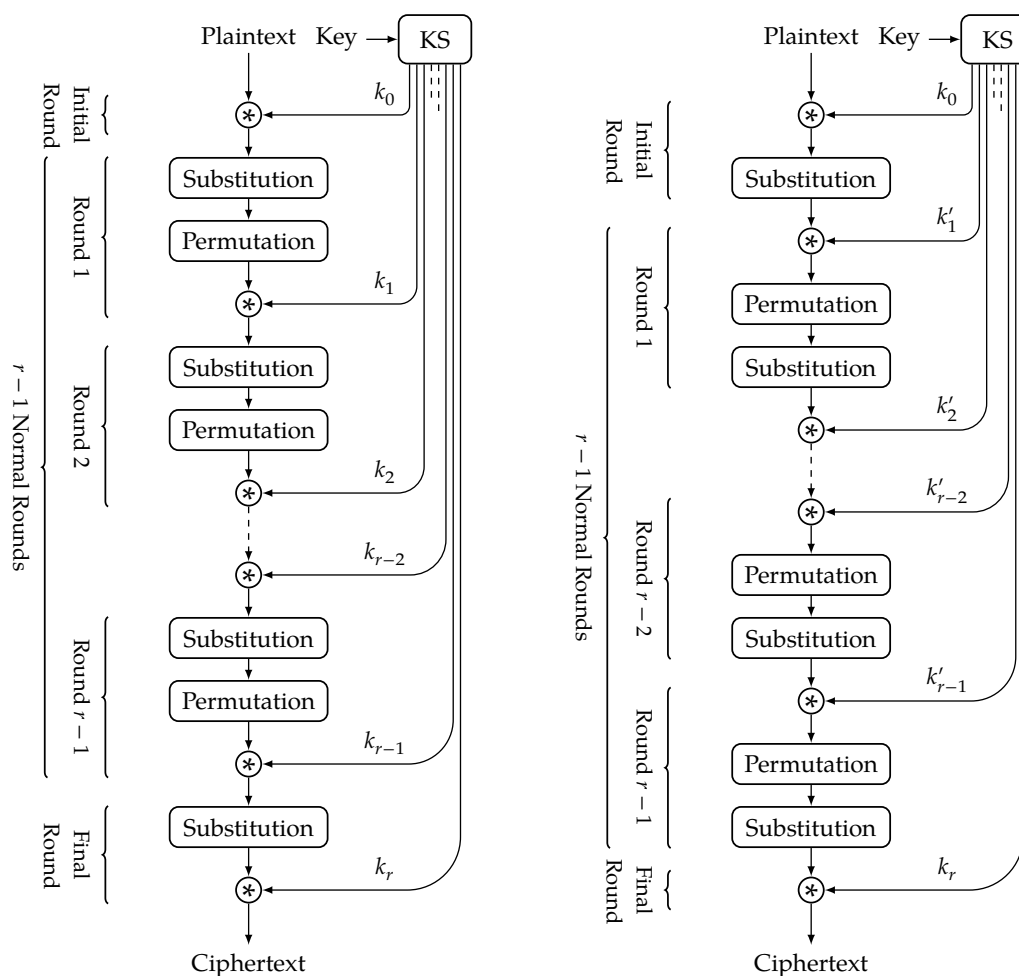 Plaintext Key KS
k₀
Initial
Round
Substitution
Permutation
k₁
Round 1
Substitution
Permutation
k₂
Round 2
kᵣ₋₂
Substitution
Permutation
kᵣ₋₁
Round r − 1
r − 1 Normal Rounds
Substitution
kᵣ
Final
Round
Ciphertext
Plaintext Key KS
k₀
Initial
Round
Substitution
k′₁
Permutation
Substitution
Round 1
k′₂
k′ᵣ₋₂
Permutation
Substitution
Round r − 2
k′ᵣ₋₁
Permutation
Substitution
Round r − 1
r − 1 Normal Rounds
kᵣ
Final
Round
Ciphertext